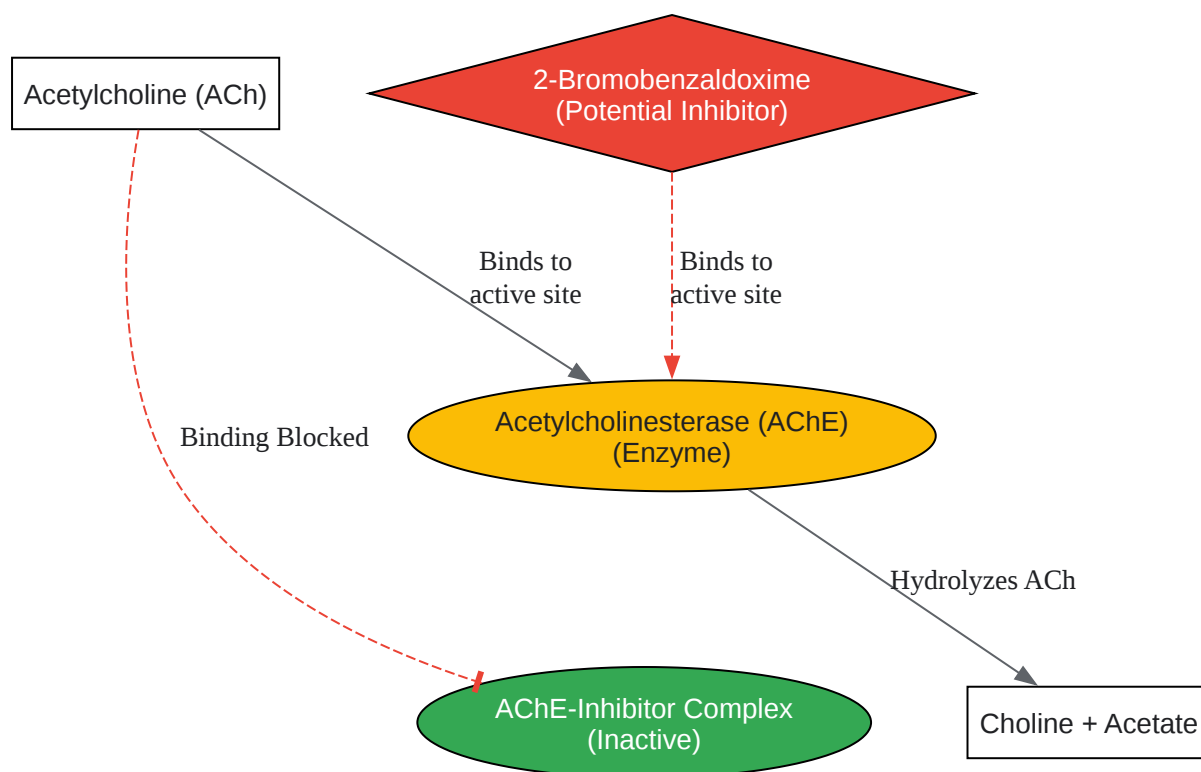 Acetylcholine (ACh)
2-Bromobenzaldoxime
(Potential Inhibitor)
Binds to
active site
Binds to
active site
Binding Blocked
Acetylcholinesterase (AChE)
(Enzyme)
Hydrolyzes ACh
AChE-Inhibitor Complex
(Inactive)
Choline + Acetate